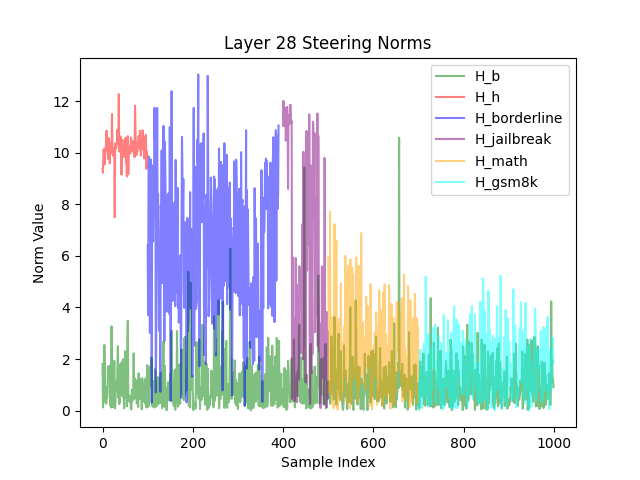 Layer 28 Steering Norms
H_b
H_h
H_borderline
H_jailbreak
H_math
H_gsm8k
Norm Value
12
10
8
6
4
2
0
0 200 400 600 800 1000
Sample Index